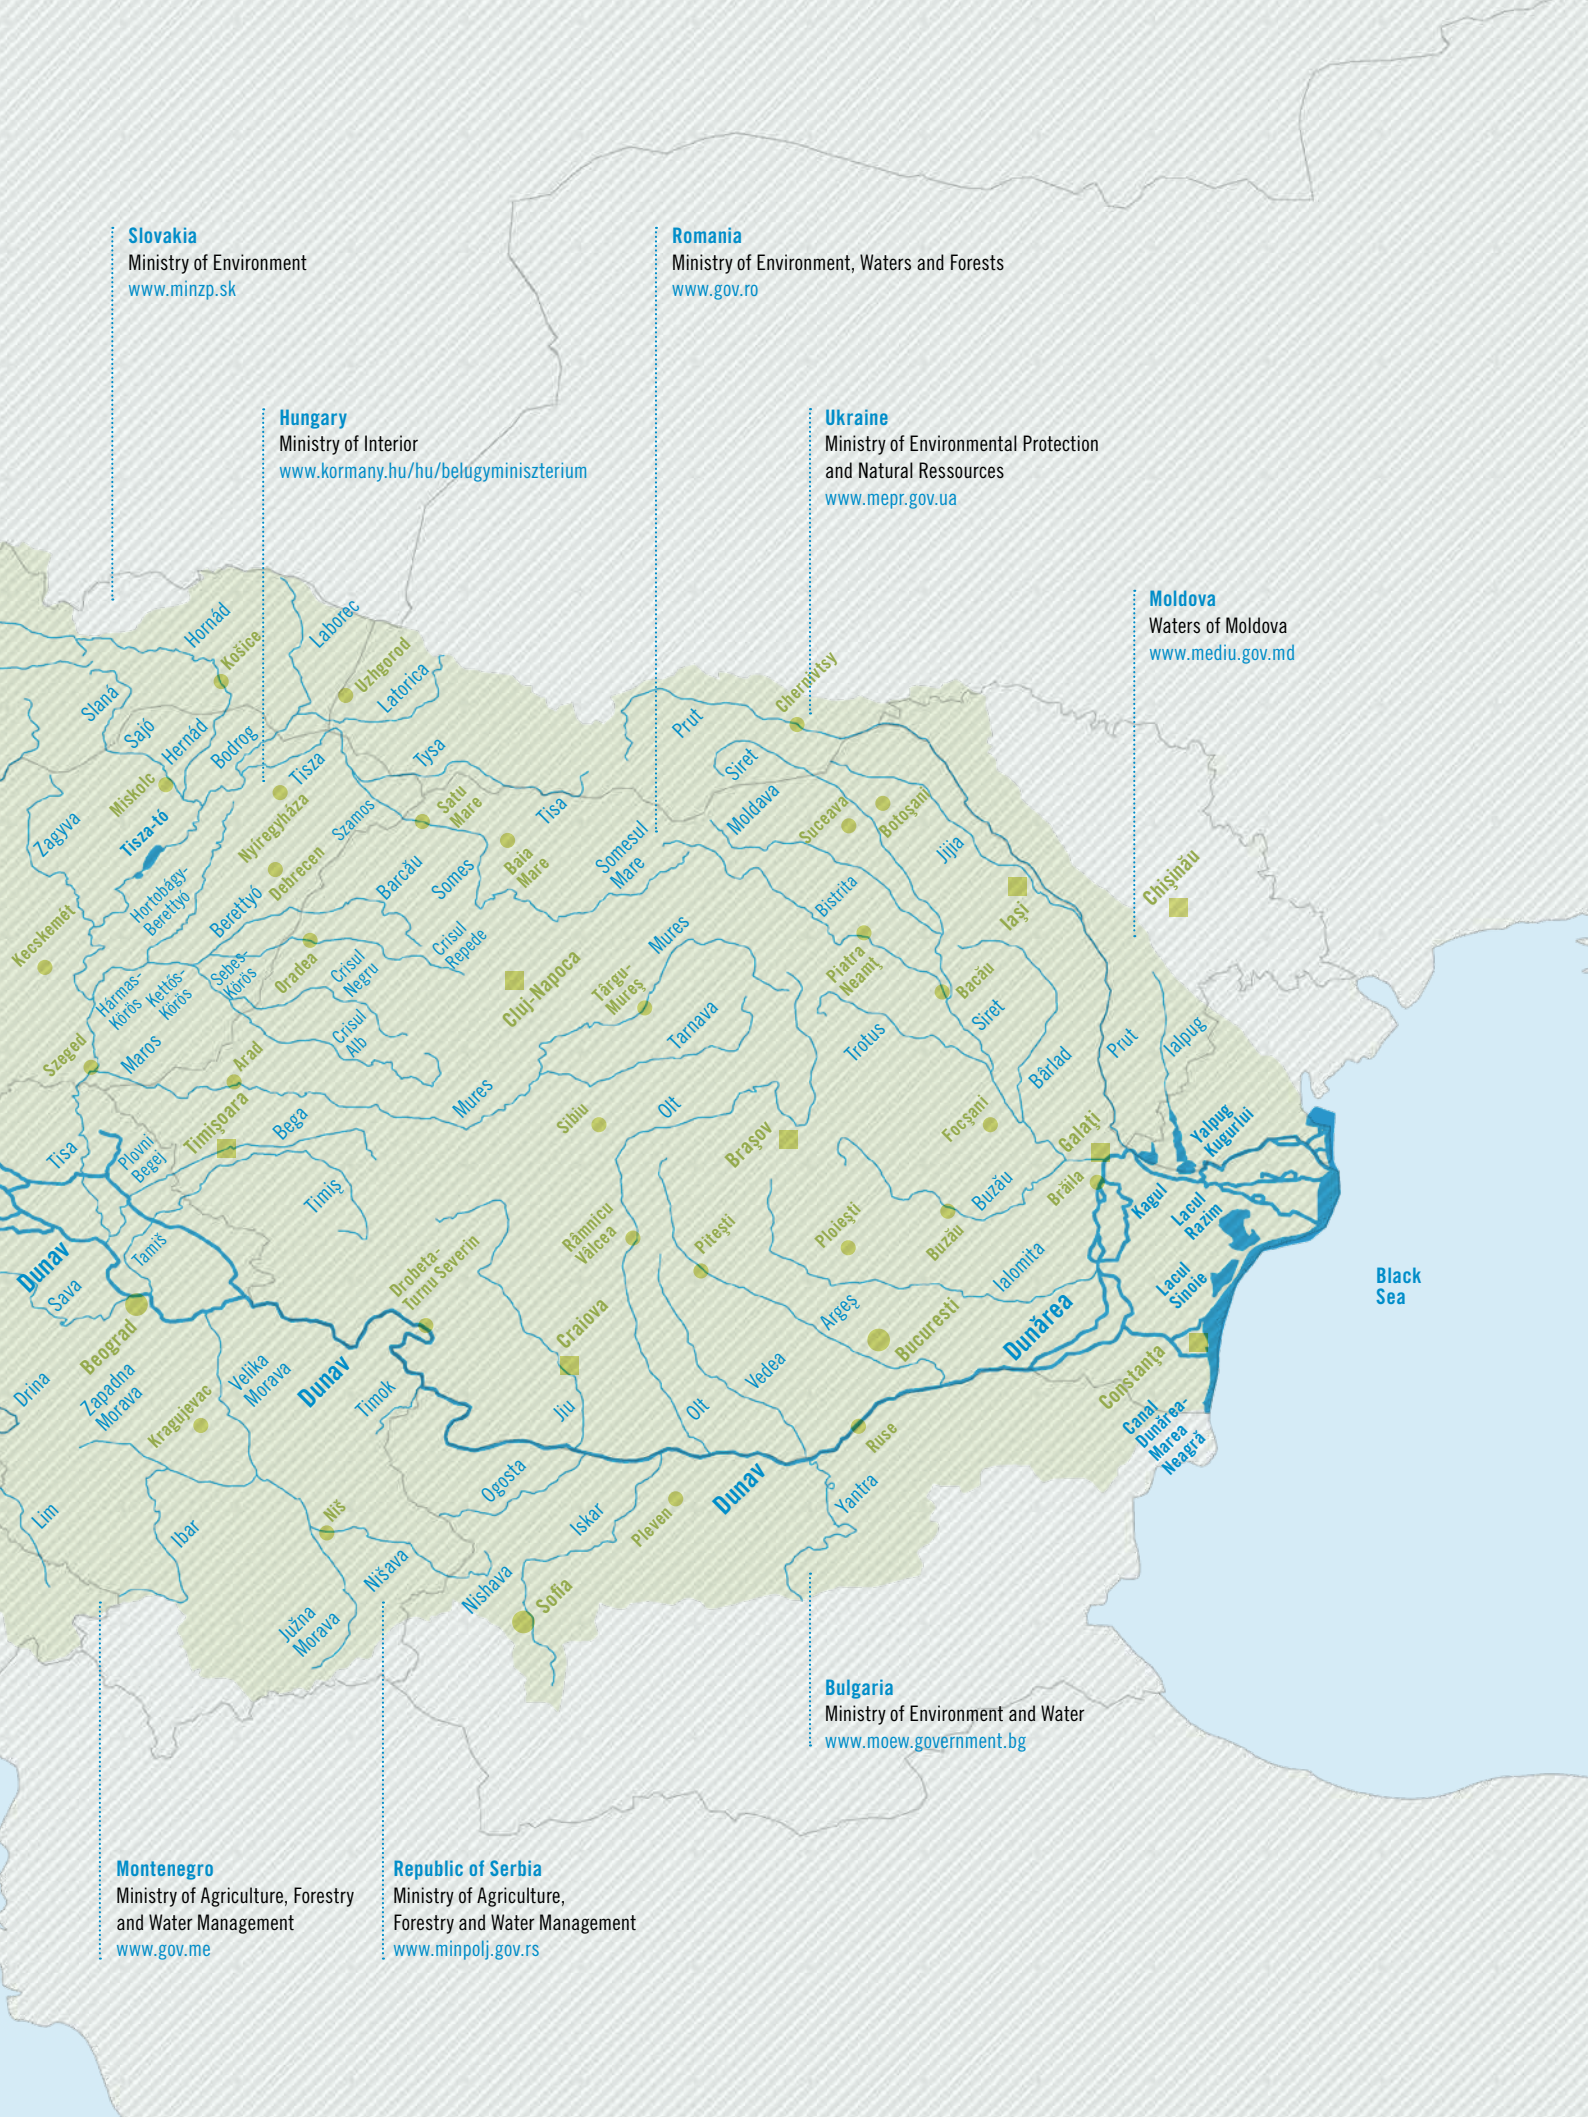 Slovakia
Ministry of Environment
www.minzp.sk
Romania
Ministry of Environment, Waters and Forests
www.gov.ro
Hungary
Ministry of Interior
www.kormany.hu/hu/belugyminiszterium
Ukraine
Ministry of Environmental Protection
and Natural Ressources
www.mepr.gov.ua
Moldova
Waters of Moldova
www.mediu.gov.md
Hornád
Laborec
Košice
Uzhgorod
Latorica
Slaná
Sajó
Hernád
Bodrog
Tisza
Tysa
Prut
Chernivtsy
Siret
Miskolc
Tisza-tó
Nyíregyháza
Szamos
Satu
Mare
Tisa
Moldava
Suceava
Botoşani
Zagyva
Debrecen
Baia
Mare
Somesul
Mare
Jijia
Hortobágy-
Berettyó
Berettyó
Barcău
Somes
Bistrita
Iaşi
Chişinău
Kecskemét
Hármas-
Körös
Kettős-
Körös
Sebes-
Körös
Oradea
Crisul
Negru
Crisul
Repede
Cluj-Napoca
Mures
Târgu-
Mureş
Piatra
Neamţ
Bacău
Siret
Szeged
Maros
Arad
Crisul
Alb
Tarnava
Trotus
Bârlad
Prut
Ialpug
Timişoara
Bega
Mures
Sibiu
Olt
Braşov
Focşani
Galaţi
Yalpug
Kugurlui
Tisa
Plovni
Begej
Timiş
Râmnicu
Vâlcea
Piteşti
Ploieşti
Buzău
Buzău
Brăila
Kagul
Lacul
Razim
Dunav
Tamiš
Sava
Drobeta-
Turnu Severin
Ialomita
Lacul
Sinoie
Black
Sea
Beograd
Craiova
Argeş
Bucuresti
Dunărea
Drina
Zapadna
Morava
Velika
Morava
Dunav
Timok
Kragujevac
Jiu
Olt
Vedea
Constanţa
Canal
Dunărea-
Marea
Neagră
Ruse
Lim
Ibar
Niš
Ogosta
Iskar
Pleven
Dunav
Yantra
Nišava
Nishava
Sofia
Južna
Morava
Bulgaria
Ministry of Environment and Water
www.moew.government.bg
Montenegro
Ministry of Agriculture, Forestry
and Water Management
www.gov.me
Republic of Serbia
Ministry of Agriculture,
Forestry and Water Management
www.minpolj.gov.rs